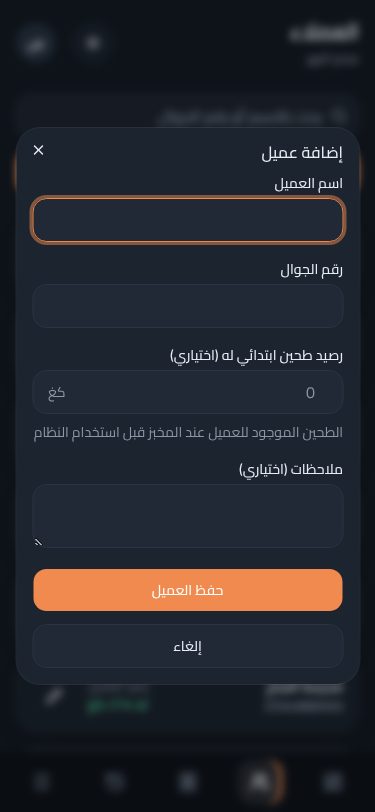 العملاء
إضافة عميل
اسم العميل
رقم الجوال
رصيد طحين ابتدائي له (اختياري)
0 كغ
الطحين الموجود للعميل عند المخبز قبل استخدام النظام
ملاحظات (اختياري)
حفظ العميل
إلغاء